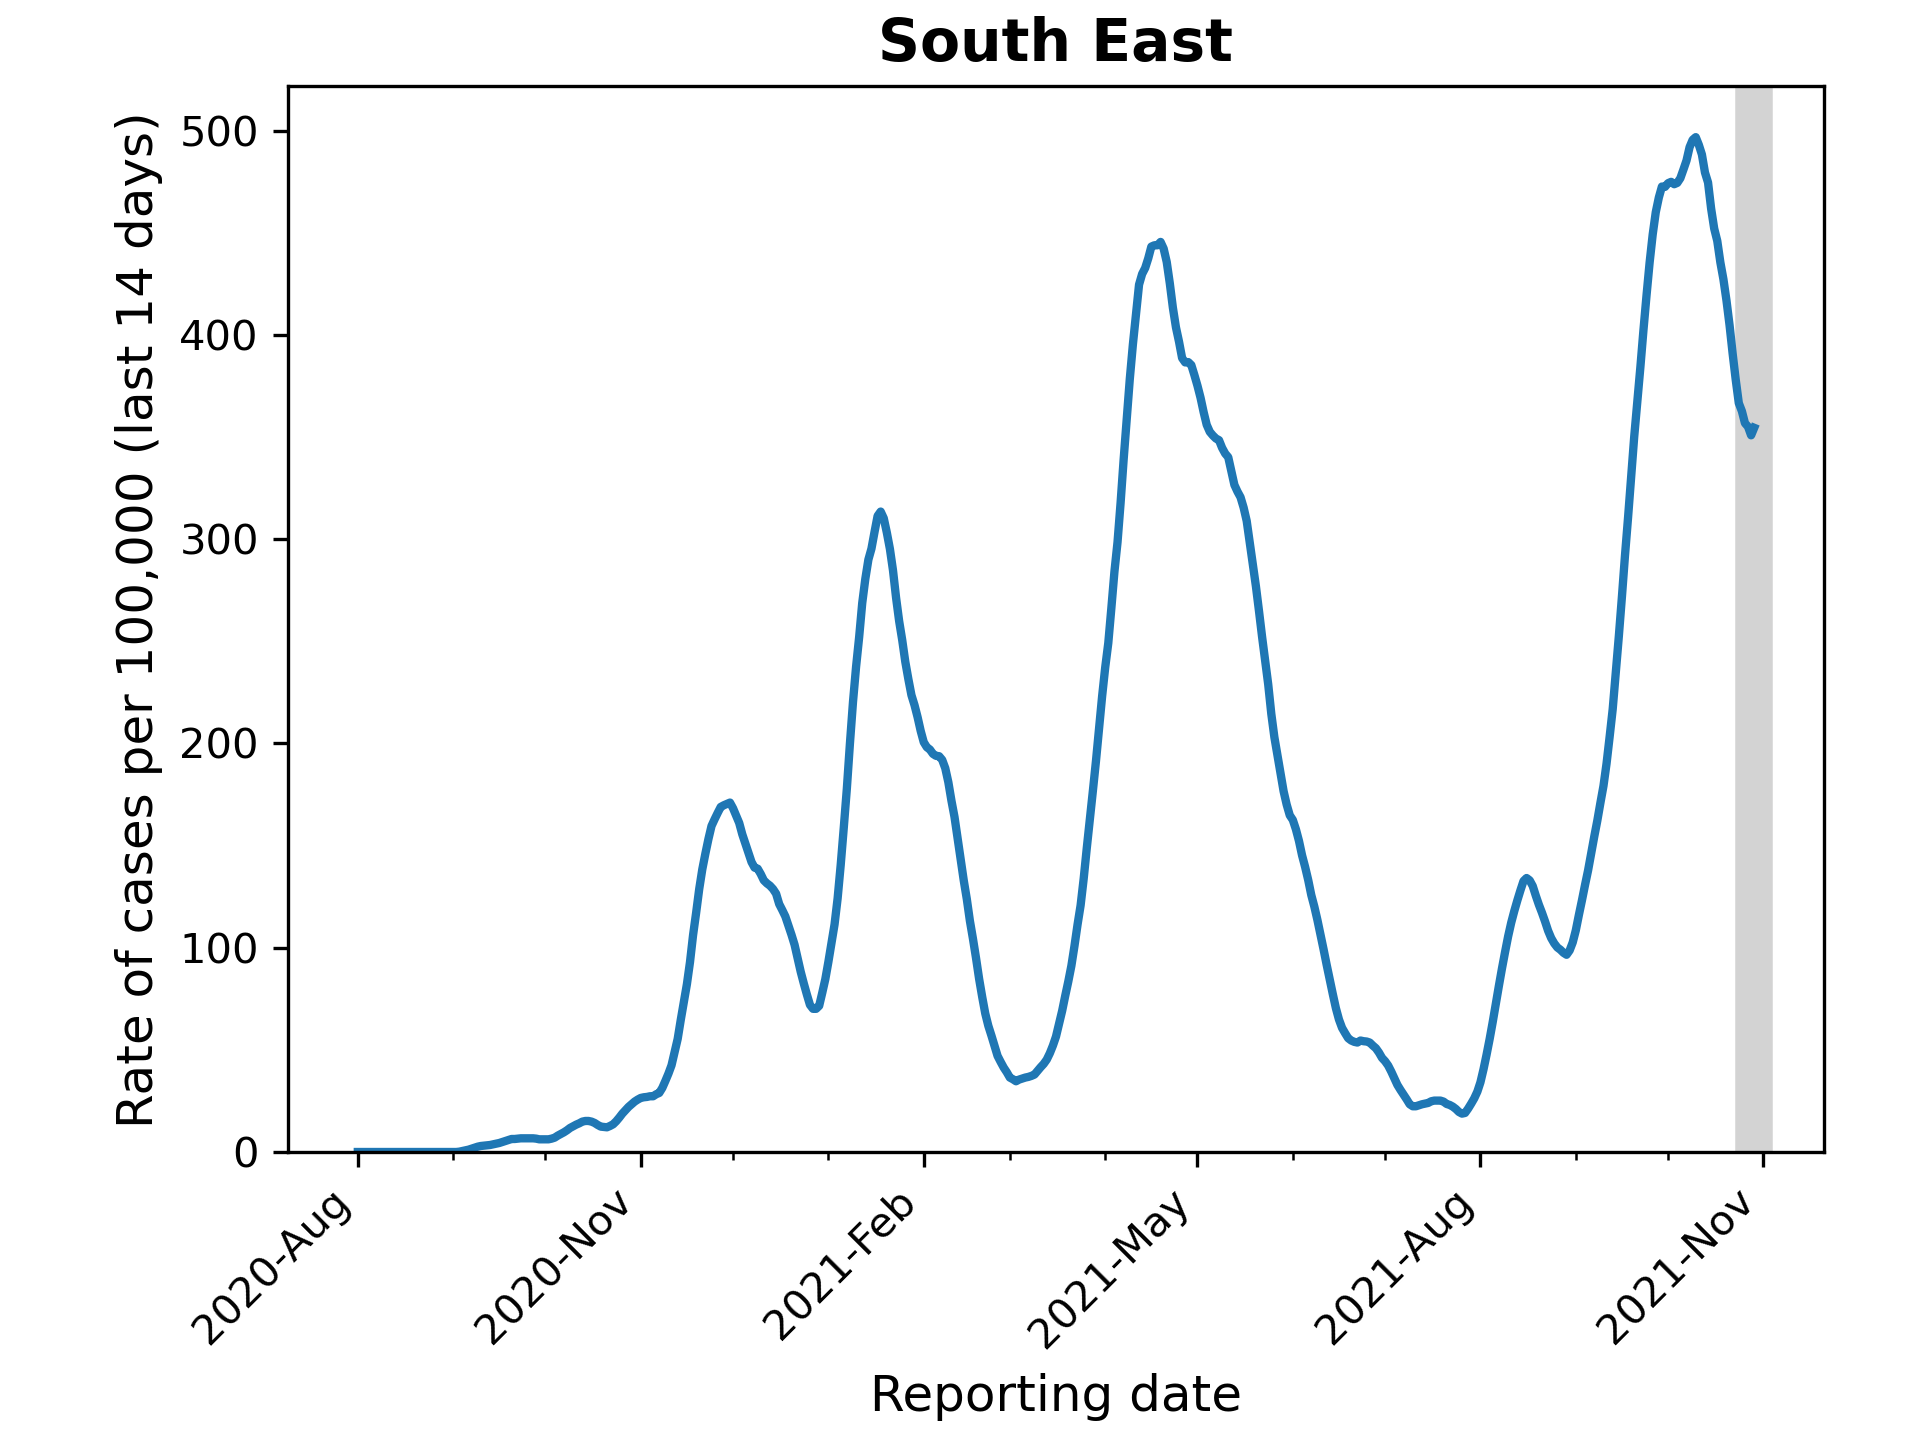 South East
Rate of cases per 100,000 (last 14 days)
500
400
300
200
100
0
2020-Aug
2020-Nov
2021-Feb
2021-May
2021-Aug
2021-Nov
Reporting date